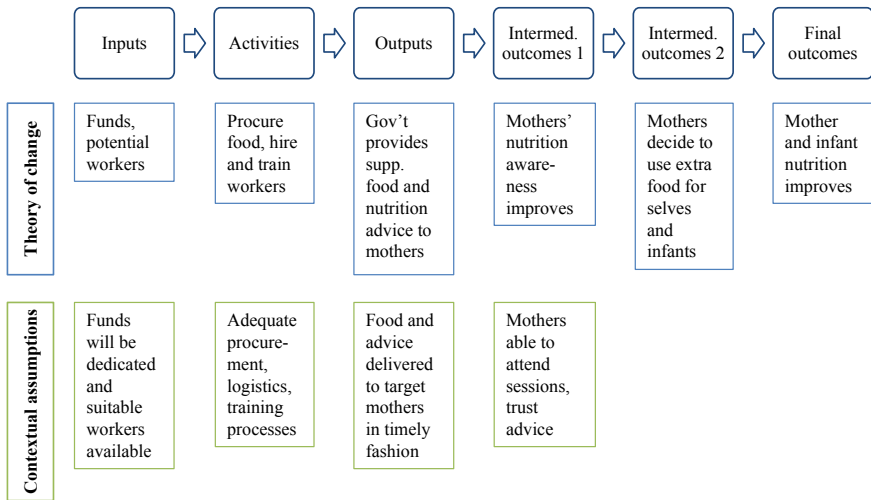 Inputs
Activities
Outputs
Intermed.
outcomes 1
Intermed.
outcomes 2
Final
outcomes
Theory of change
Funds,
potential
workers
Procure
food, hire
and train
workers
Gov't
provides
supp.
food and
nutrition
advice to
mothers
Mothers'
nutrition
aware-
ness
improves
Mothers
decide to
use extra
food for
selves
and
infants
Mother
and infant
nutrition
improves
Contextual assumptions
Funds
will be
dedicated
and
suitable
workers
available
Adequate
procure-
ment,
logistics,
training
processes
Food and
advice
delivered
to target
mothers
in timely
fashion
Mothers
able to
attend
sessions,
trust
advice